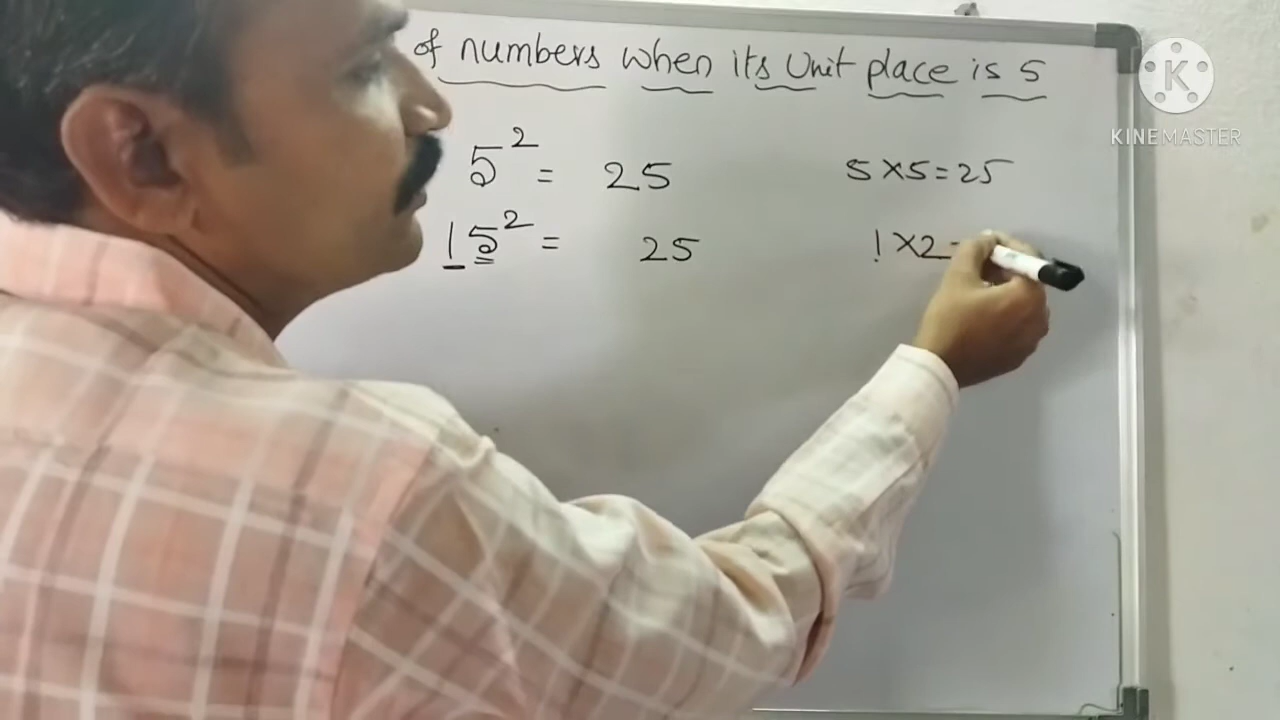 of numbers when its Unit place is 5
5² = 25
5×5=25
15² = 25
1×2=
K
KINEMASTER